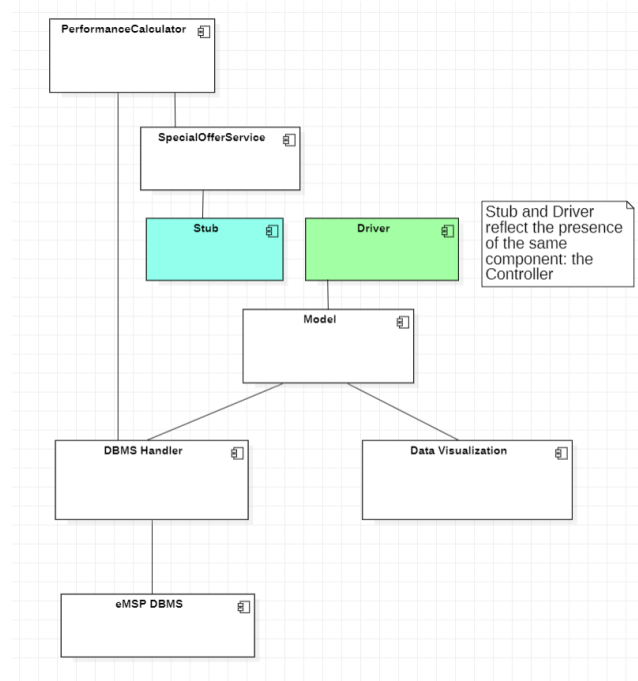 PerformanceCalculator
SpecialOfferService
Stub
Driver
Stub and Driver
reflect the presence
of the same
component: the
Controller
Model
DBMS Handler
Data Visualization
eMSP DBMS